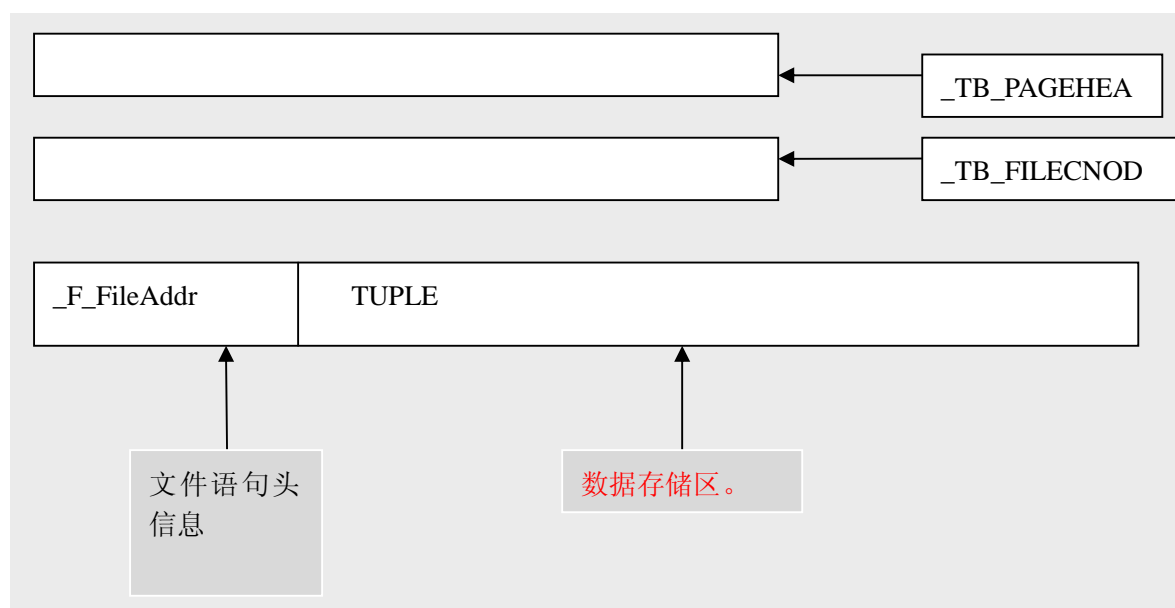 _TB_PAGEHEA
_TB_FILECNOD
_F_FileAddr
TUPLE
文件语句头
信息
数据存储区。